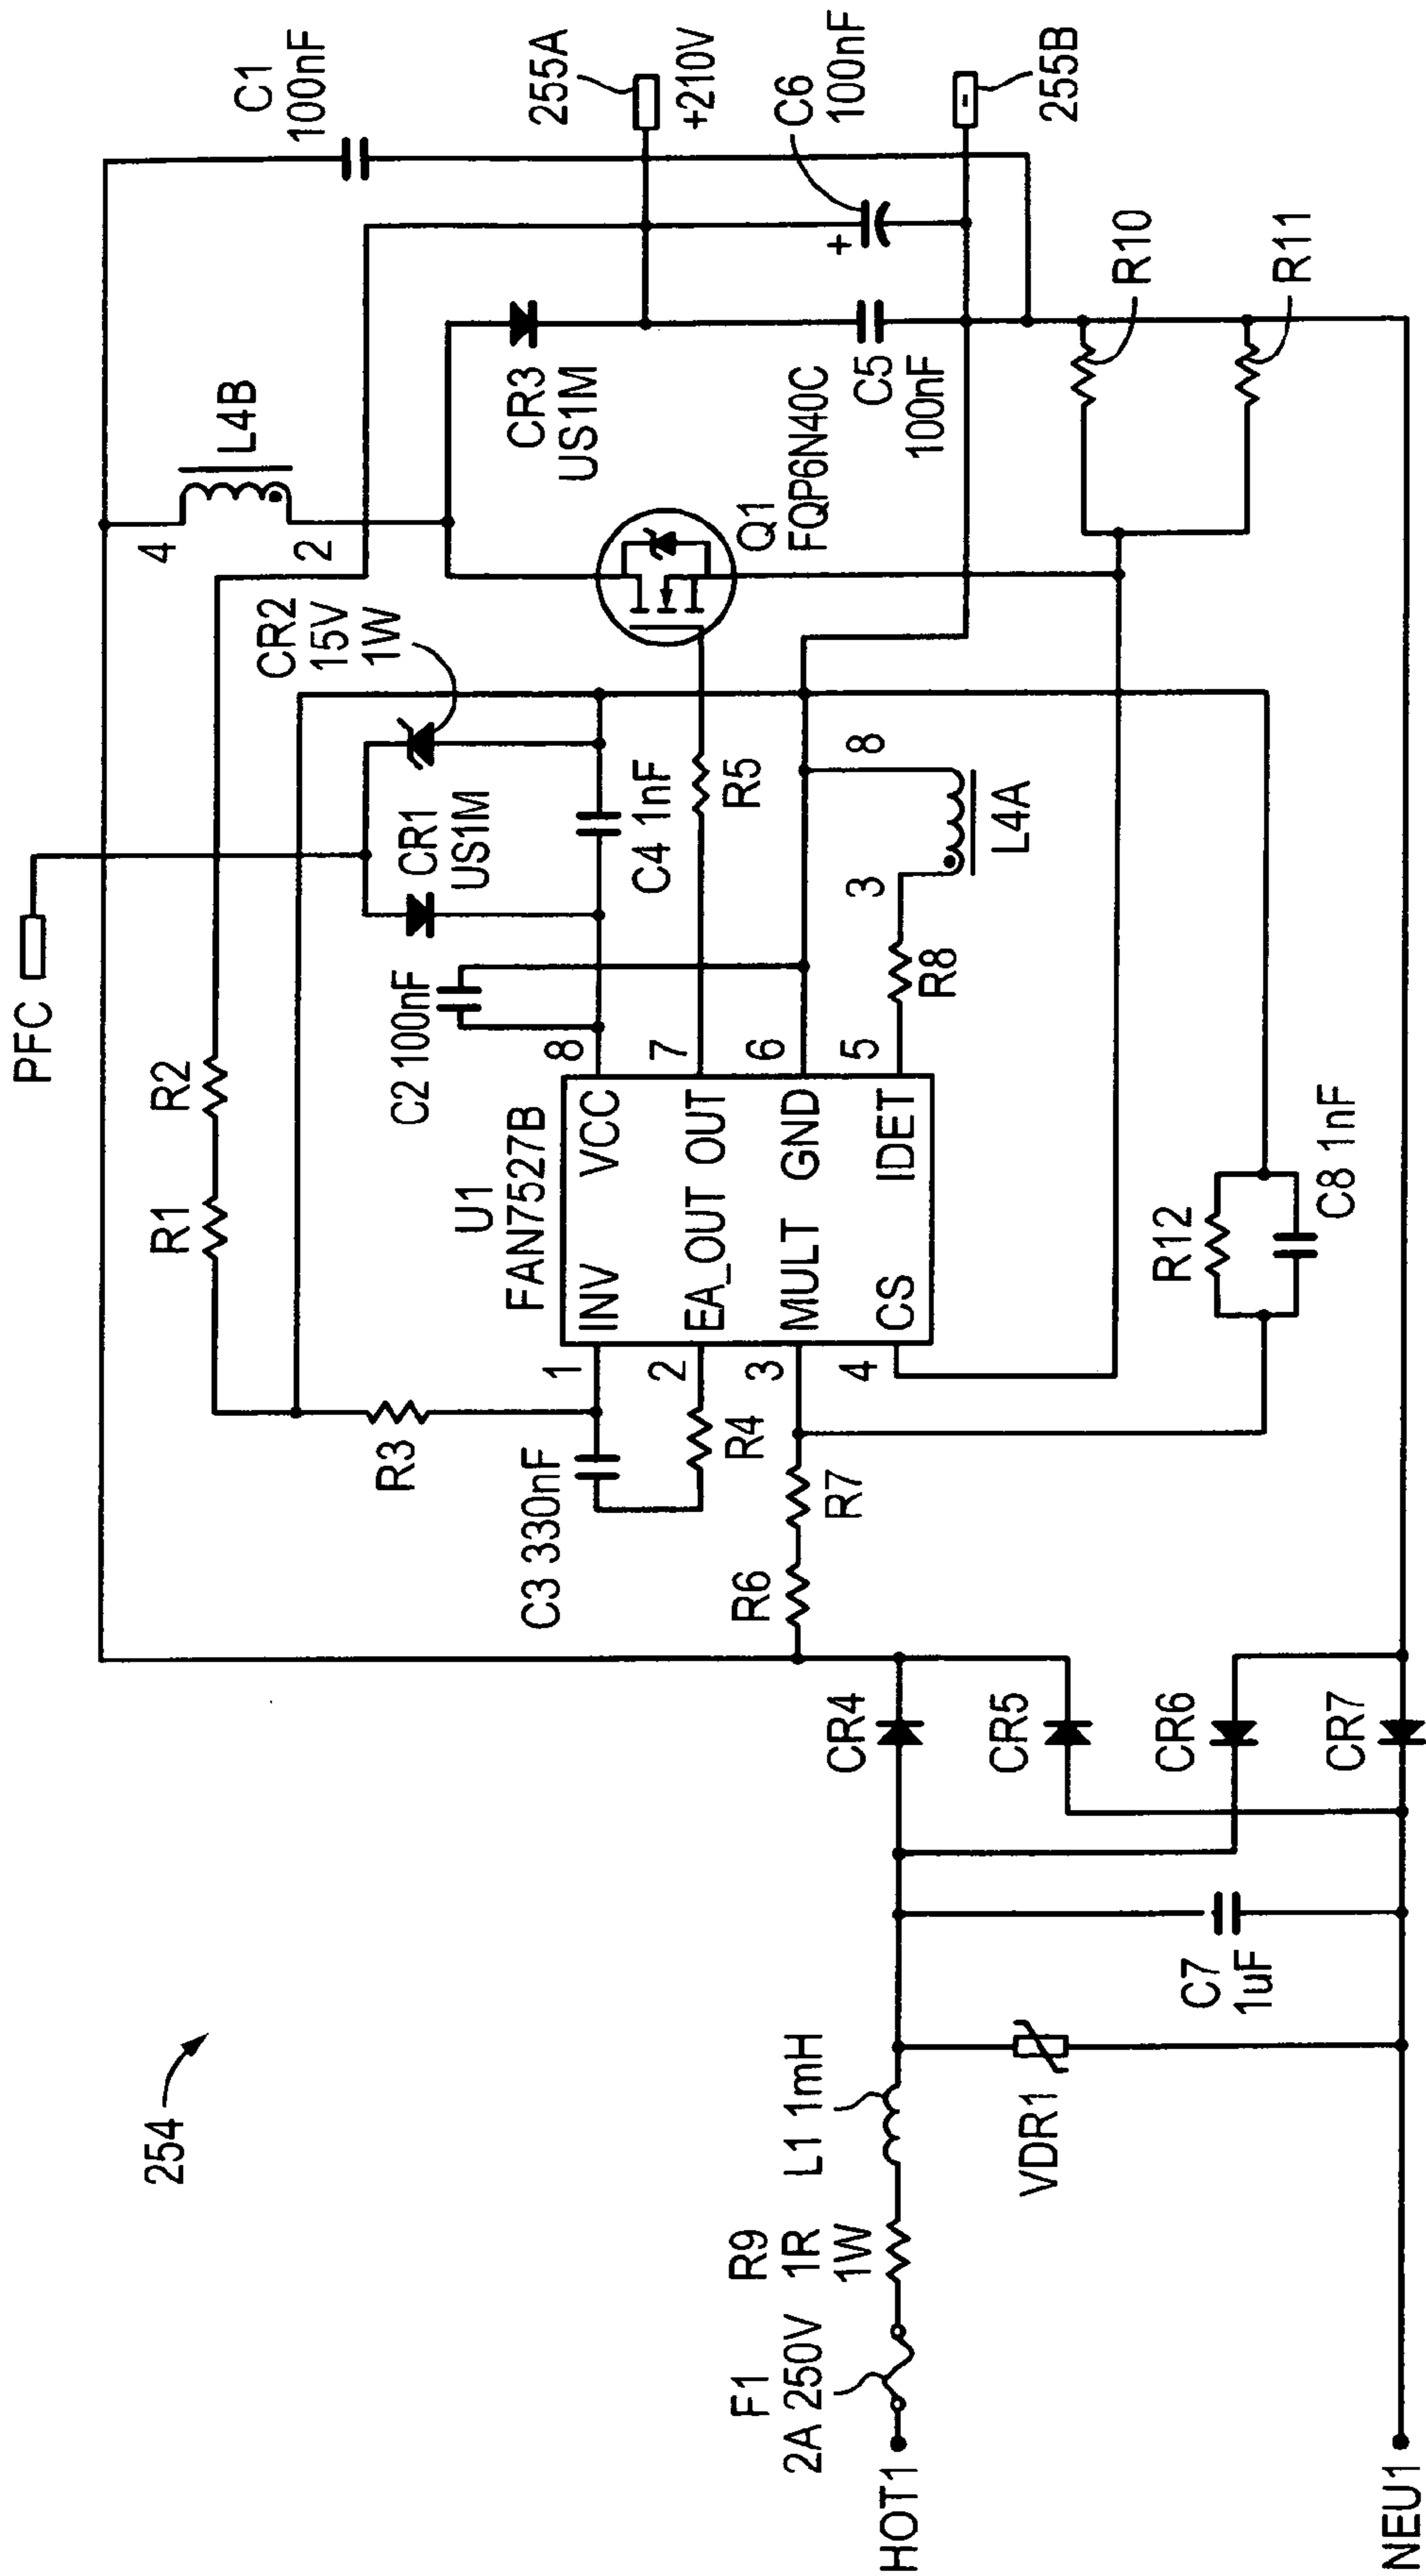 254
HOT1
F1
2A 250V
R9
1R
1W
L1 1mH
VDR1
C7
1uF
NEU1
CR4
CR5
CR6
CR7
R6
R7
C3 330nF
R4
R3
R1
R2
PFC
U1
FAN7527B
INV
VCC
EA_OUT
OUT
MULT
GND
CS
IDET
1
2
3
4
8
7
6
5
C2 100nF
CR1
US1M
CR2
15V
1W
C4 1nF
R5
R8
3
8
L4A
R12
C8 1nF
4
2
L4B
Q1
FQP6N40C
CR3
US1M
C5
100nF
C1
100nF
255A
+210V
+
C6
100nF
-
255B
R10
R11